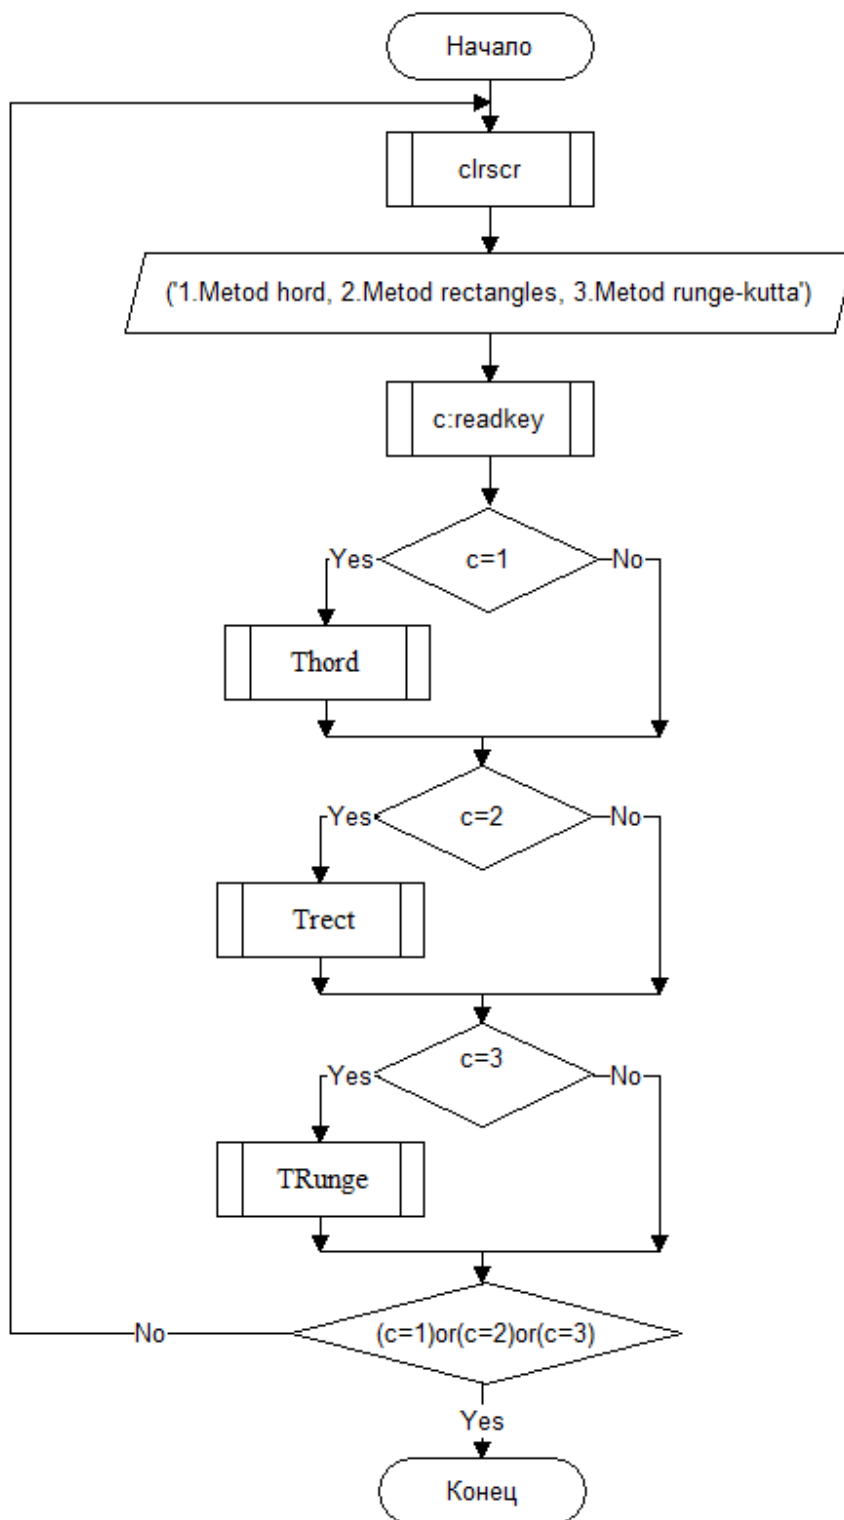 Начало
clrscr
('1.Metod hord, 2.Metod rectangles, 3.Metod runge-kutta')
c:readkey
Yes
c=1
No
Thord
Yes
c=2
No
Trect
Yes
c=3
No
TRunge
No
(c=1)or(c=2)or(c=3)
Yes
Конец